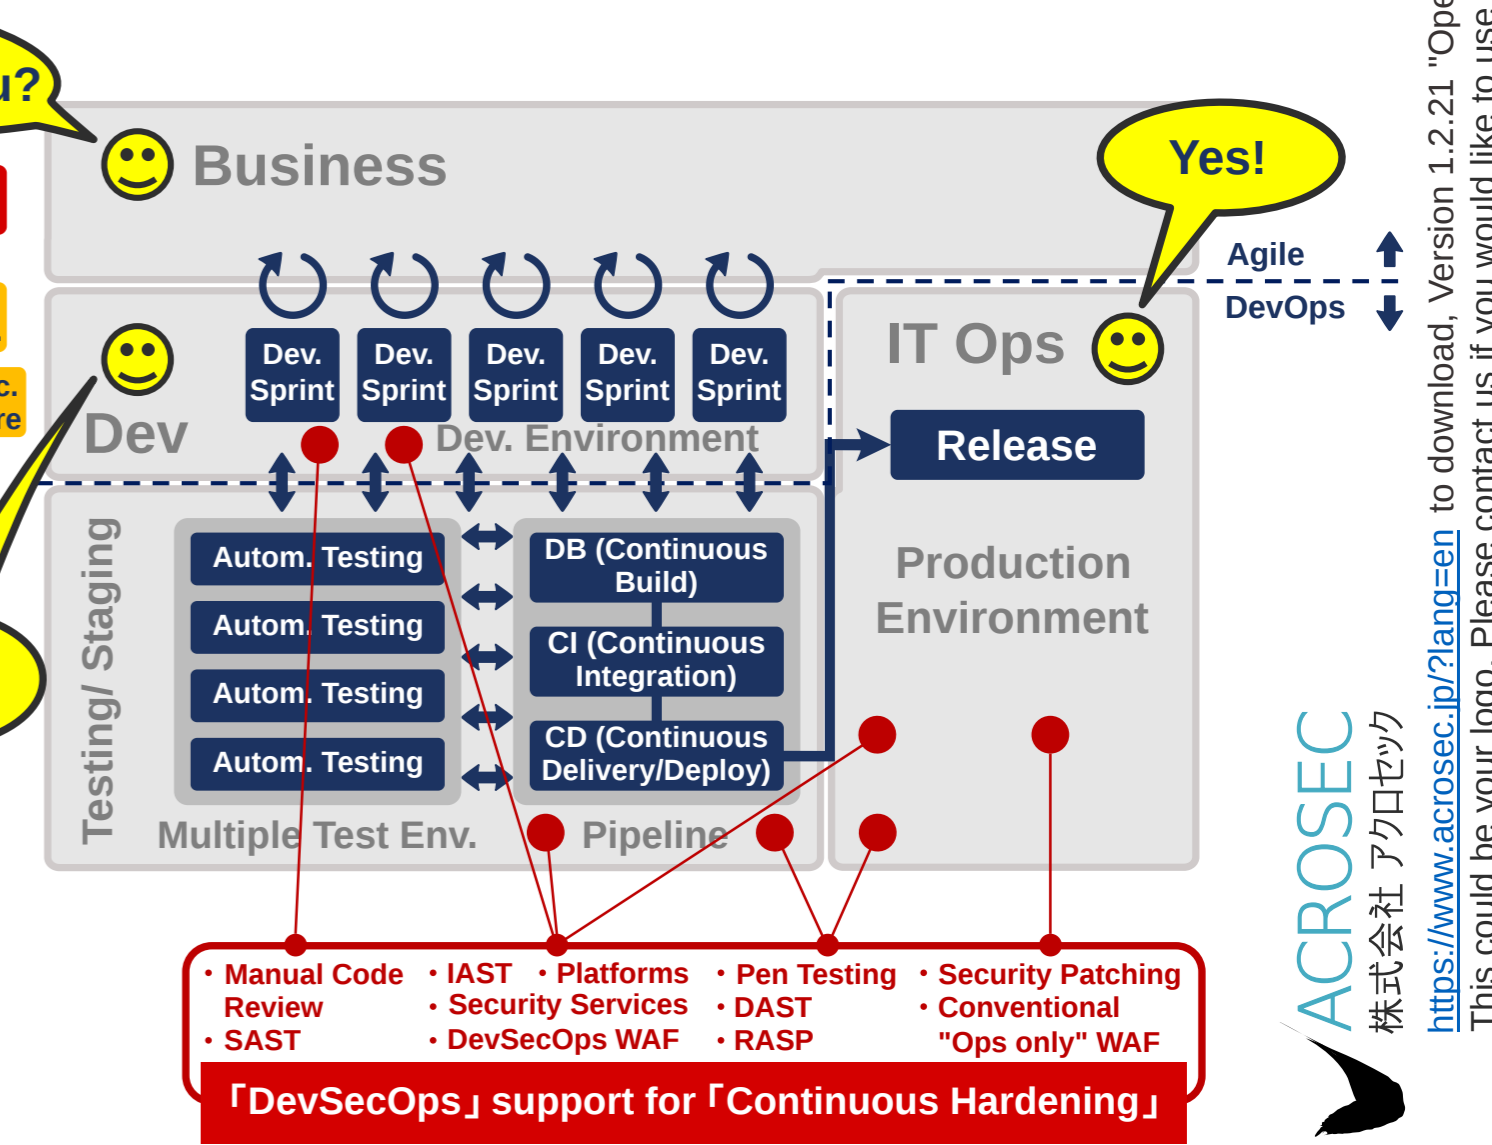 u?
Business
Yes!
Agile
DevOps
Dev.
Sprint
Dev.
Sprint
Dev.
Sprint
Dev.
Sprint
Dev.
Sprint
IT Ops
c.
re
Dev
Dev. Environment
Release
Testing/ Staging
Autom. Testing
Autom. Testing
Autom. Testing
Autom. Testing
Multiple Test Env.
DB (Continuous
Build)
CI (Continuous
Integration)
CD (Continuous
Delivery/Deploy)
Pipeline
Production
Environment
・Manual Code
Review
・SAST
・IAST ・Platforms
・Security Services
・DevSecOps WAF
・Pen Testing
・DAST
・RASP
・Security Patching
・Conventional
"Ops only" WAF
「DevSecOps」support for「Continuous Hardening」
ACROSEC
株式会社 アクロセック
https://www.acrosec.jp/?lang=en to download, Version 1.2.21 "Ope
This could be your logo. Please contact us if you would like to use